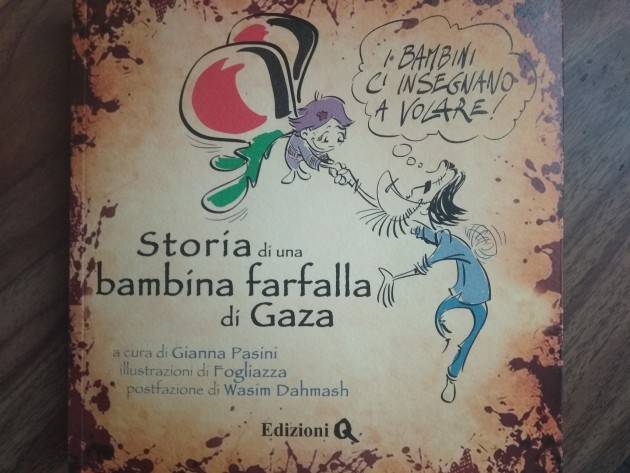 I BAMBINI
CI INSEGNANO
A VOLARE!
Storia di una
bambina farfalla
di Gaza
a cura di Gianna Pasini
illustrazioni di Fogliazza
postfazione di Wasim Dahmash
Edizioni Q